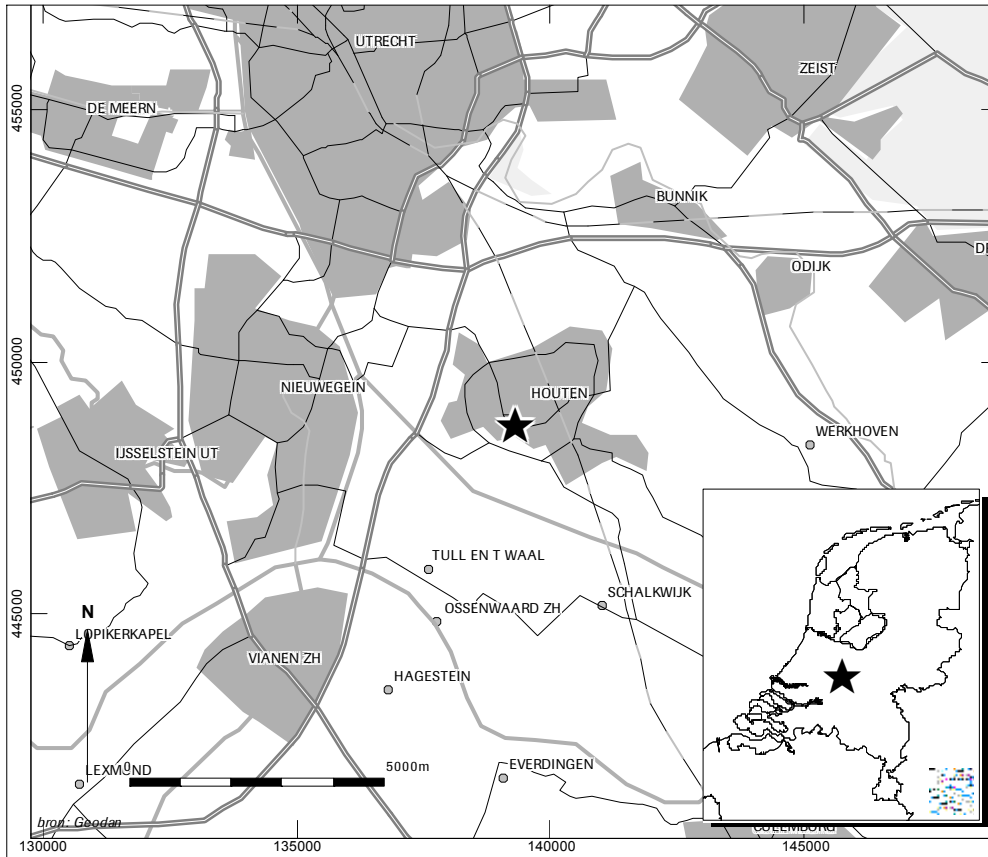 UTRECHT
ZEIST
DE MEERN
455000
BUNNIK
ODIJK
450000
NIEUWEGEIN
HOUTEN
WERKHOVEN
IJSSELSTEIN UT
TULL EN T WAAL
SCHALKWIJK
OSSENWAARD ZH
445000
N
LOPIKERKAPEL
VIANEN ZH
HAGESTEIN
LEXMOND
0
5000m
EVERDINGEN
bron: Geodan
130000
135000
140000
145000